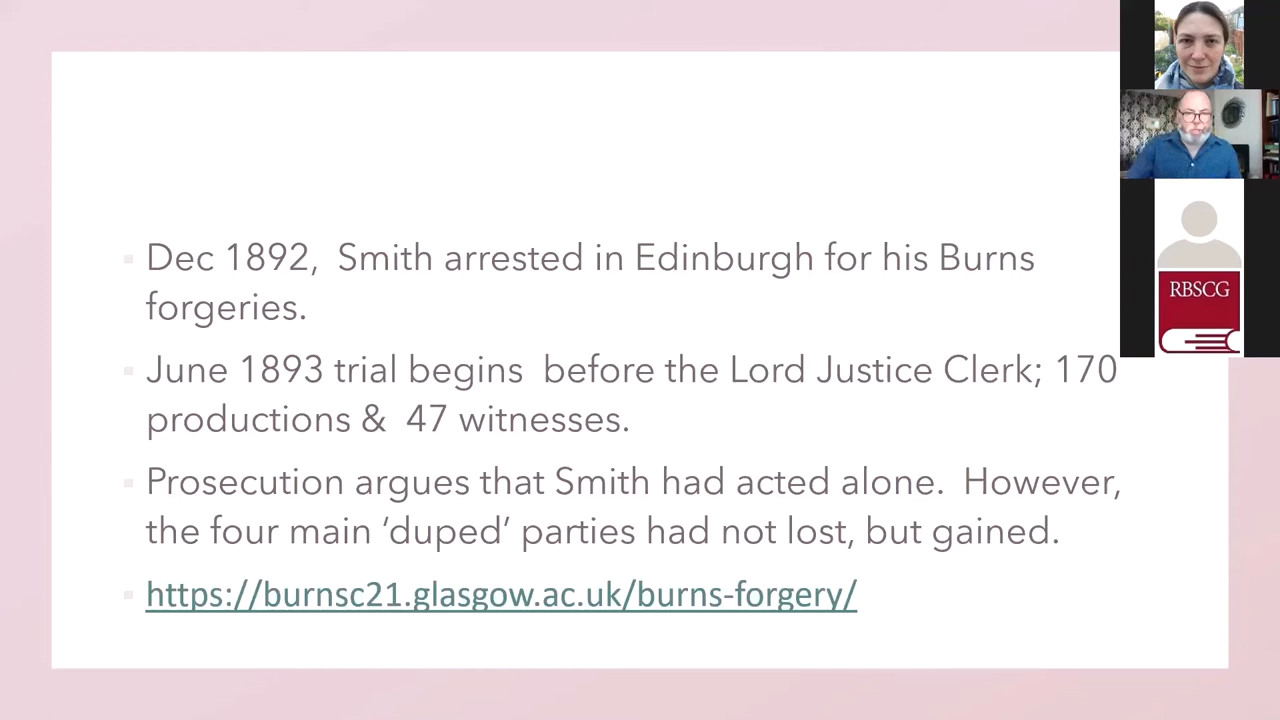 Dec 1892, Smith arrested in Edinburgh for his Burns
forgeries.
June 1893 trial begins before the Lord Justice Clerk; 170
productions & 47 witnesses.
Prosecution argues that Smith had acted alone. However,
the four main ‘duped’ parties had not lost, but gained.
https://burnsc21.glasgow.ac.uk/burns-forgery/
RBSCG